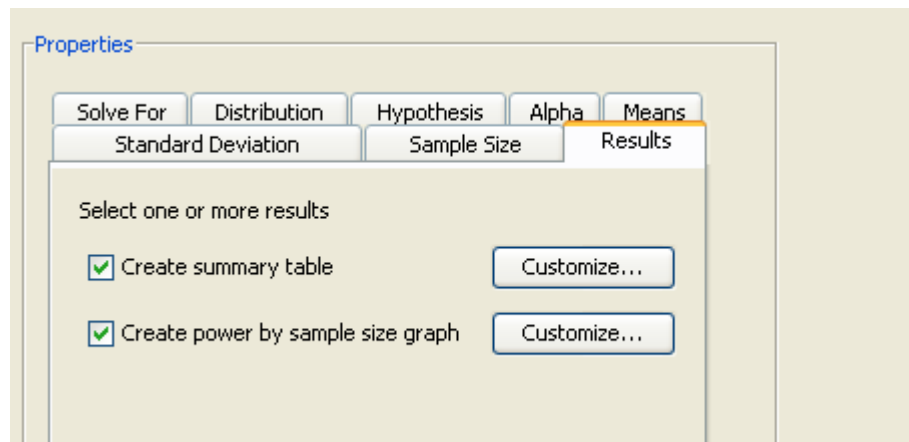 Properties
Solve For Distribution Hypothesis Alpha Means
Standard Deviation Sample Size Results
Select one or more results
Create summary table Customize...
Create power by sample size graph Customize...